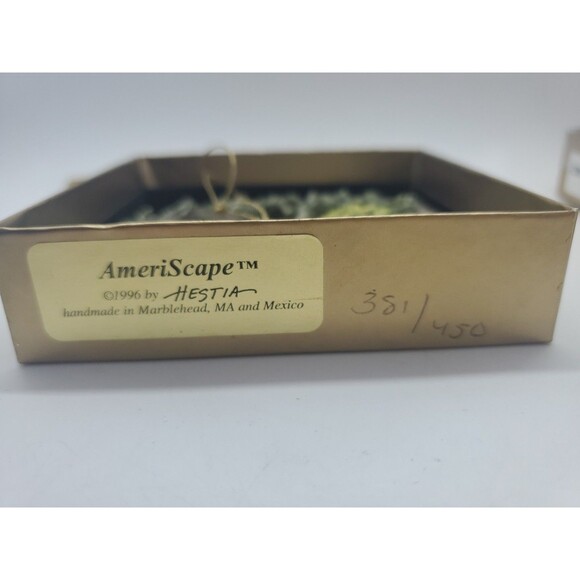 AmeriScape™
©1996 by HESTIA
handmade in Marblehead, MA and Mexico
381/450